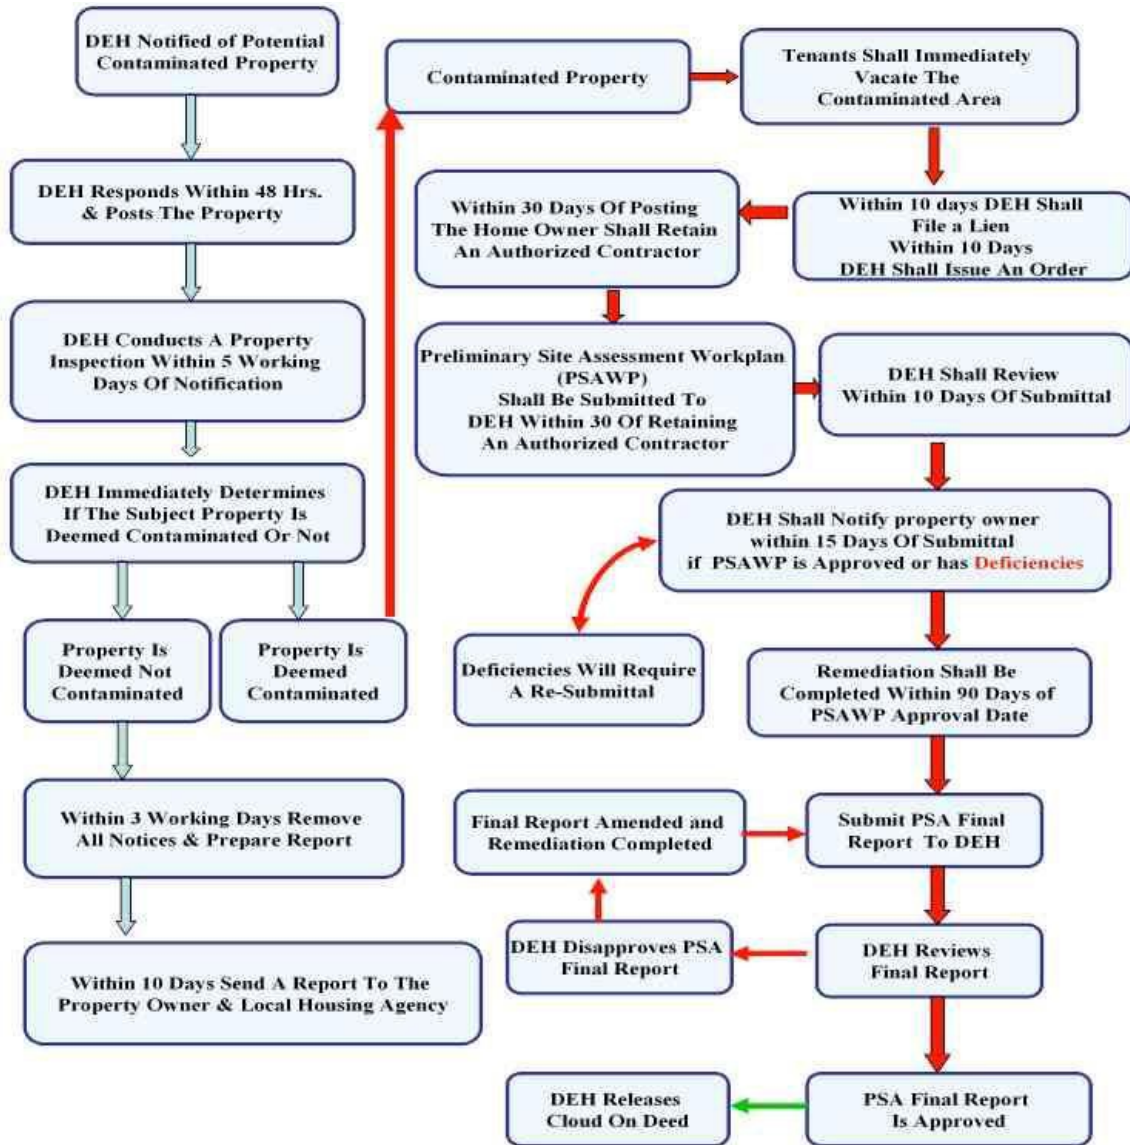 DEH Notified of Potential
Contaminated Property
DEH Responds Within 48 Hrs.
& Posts The Property
DEH Conducts A Property
Inspection Within 5 Working
Days Of Notification
DEH Immediately Determines
If The Subject Property Is
Deemed Contaminated Or Not
Property Is
Deemed Not
Contaminated
Property Is
Deemed
Contaminated
Within 3 Working Days Remove
All Notices & Prepare Report
Within 10 Days Send A Report To The
Property Owner & Local Housing Agency
Contaminated Property
Tenants Shall Immediately
Vacate The
Contaminated Area
Within 10 days DEH Shall
File a Lien
Within 10 Days
DEH Shall Issue An Order
Within 30 Days Of Posting
The Home Owner Shall Retain
An Authorized Contractor
Preliminary Site Assessment Workplan
(PSAWP)
Shall Be Submitted To
DEH Within 30 Of Retaining
An Authorized Contractor
DEH Shall Review
Within 10 Days Of Submittal
DEH Shall Notify property owner
within 15 Days Of Submittal
if PSAWP is Approved or has Deficiencies
Deficiencies Will Require
A Re-Submittal
Remediation Shall Be
Completed Within 90 Days of
PSAWP Approval Date
Submit PSA Final
Report To DEH
Final Report Amended and
Remediation Completed
DEH Disapproves PSA
Final Report
DEH Reviews
Final Report
PSA Final Report
Is Approved
DEH Releases
Cloud On Deed